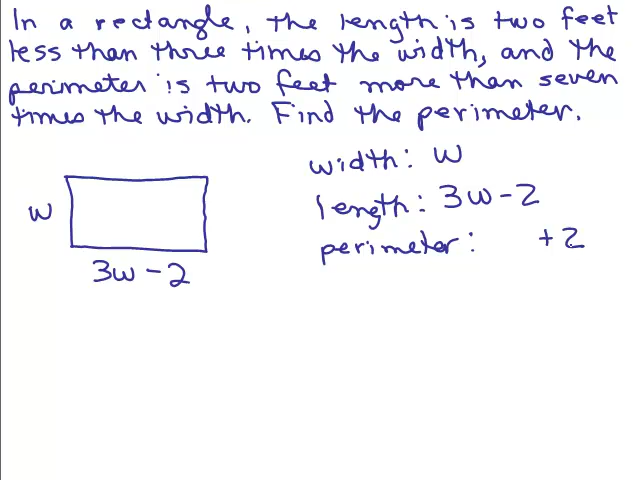 In a rectangle, the length is two feet
less than three times the width, and the
perimeter is two feet more than seven
times the width. Find the perimeter.
width: w
length: 3w - 2
perimeter: + 2
w
3w - 2